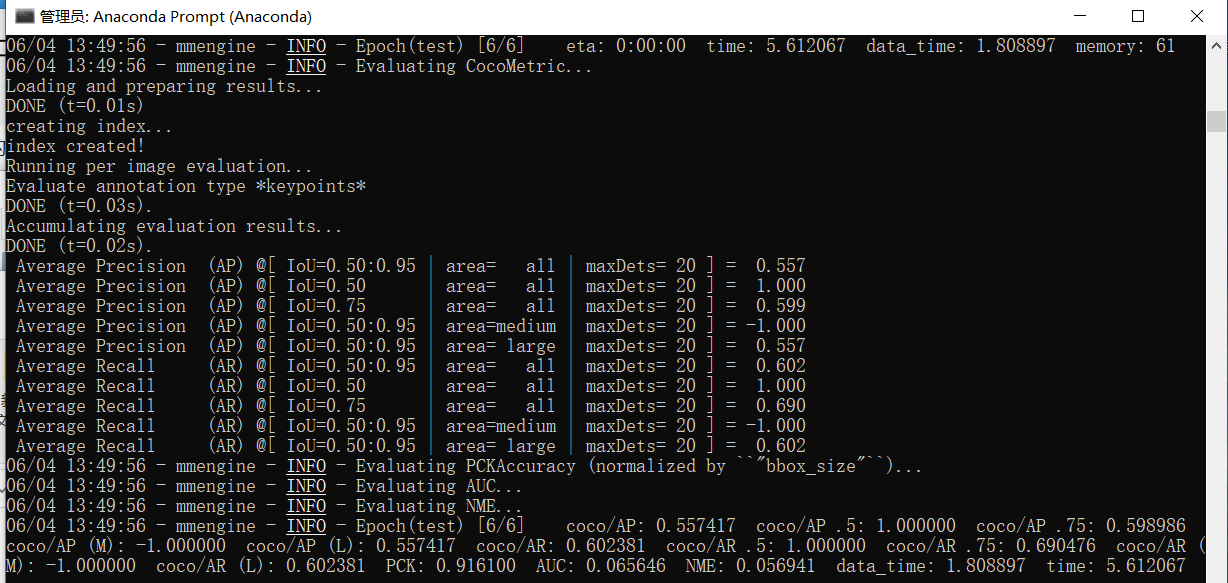 管理员: Anaconda Prompt (Anaconda)
06/04 13:49:56 - mmengine - INFO - Epoch(test) [6/6]    eta: 0:00:00  time: 5.612067  data_time: 1.808897  memory: 61
06/04 13:49:56 - mmengine - INFO - Evaluating CocoMetric...
Loading and preparing results...
DONE (t=0.01s)
creating index...
index created!
Running per image evaluation...
Evaluate annotation type *keypoints*
DONE (t=0.03s).
Accumulating evaluation results...
DONE (t=0.02s).
Average Precision  (AP) @[ IoU=0.50:0.95 | area=   all | maxDets= 20 ] =  0.557
Average Precision  (AP) @[ IoU=0.50      | area=   all | maxDets= 20 ] =  1.000
Average Precision  (AP) @[ IoU=0.75      | area=   all | maxDets= 20 ] =  0.599
Average Precision  (AP) @[ IoU=0.50:0.95 | area=medium | maxDets= 20 ] = -1.000
Average Precision  (AP) @[ IoU=0.50:0.95 | area= large | maxDets= 20 ] =  0.557
Average Recall     (AR) @[ IoU=0.50:0.95 | area=   all | maxDets= 20 ] =  0.602
Average Recall     (AR) @[ IoU=0.50      | area=   all | maxDets= 20 ] =  1.000
Average Recall     (AR) @[ IoU=0.75      | area=   all | maxDets= 20 ] =  0.690
Average Recall     (AR) @[ IoU=0.50:0.95 | area=medium | maxDets= 20 ] = -1.000
Average Recall     (AR) @[ IoU=0.50:0.95 | area= large | maxDets= 20 ] =  0.602
06/04 13:49:56 - mmengine - INFO - Evaluating PCKAccuracy (normalized by ``"bbox_size"``)...
06/04 13:49:56 - mmengine - INFO - Evaluating AUC...
06/04 13:49:56 - mmengine - INFO - Evaluating NME...
06/04 13:49:56 - mmengine - INFO - Epoch(test) [6/6]    coco/AP: 0.557417  coco/AP .5: 1.000000  coco/AP .75: 0.598986
coco/AP (M): -1.000000  coco/AP (L): 0.557417  coco/AR: 0.602381  coco/AR .5: 1.000000  coco/AR .75: 0.690476  coco/AR (
M): -1.000000  coco/AR (L): 0.602381  PCK: 0.916100  AUC: 0.065646  NME: 0.056941  data_time: 1.808897  time: 5.612067